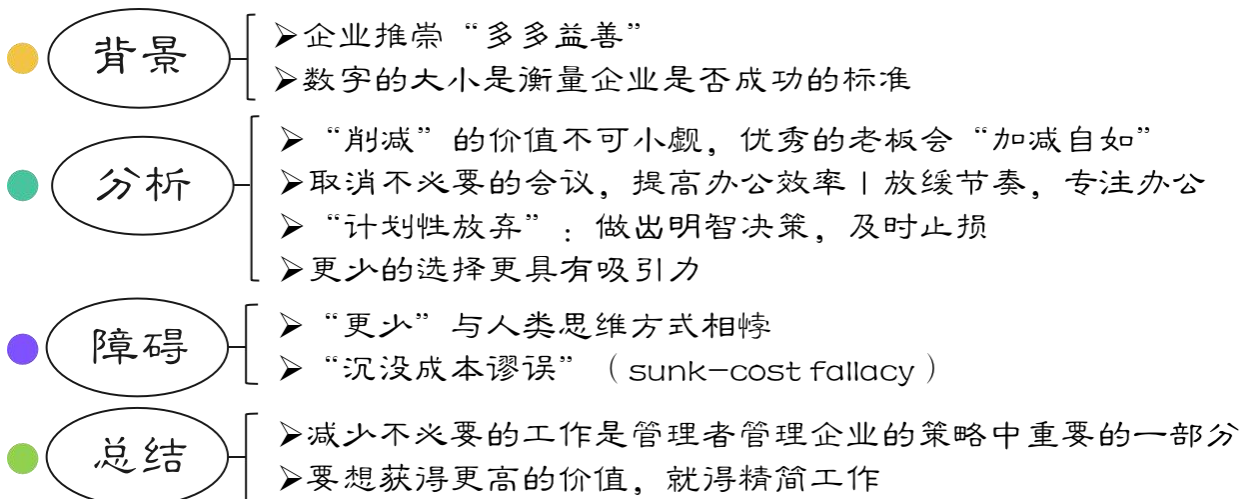 背景
➢企业推崇“多多益善”
➢数字的大小是衡量企业是否成功的标准
分析
➢“削减”的价值不可小觑，优秀的老板会“加减自如”
➢取消不必要的会议，提高办公效率|放缓节奏，专注办公
➢“计划性放弃”：做出明智决策，及时止损
➢更少的选择更具有吸引力
障碍
➢“更少”与人类思维方式相悖
➢“沉没成本谬误”（sunk-cost fallacy）
总结
➢减少不必要的工作是管理者管理企业的策略中重要的一部分
➢要想获得更高的价值，就得精简工作